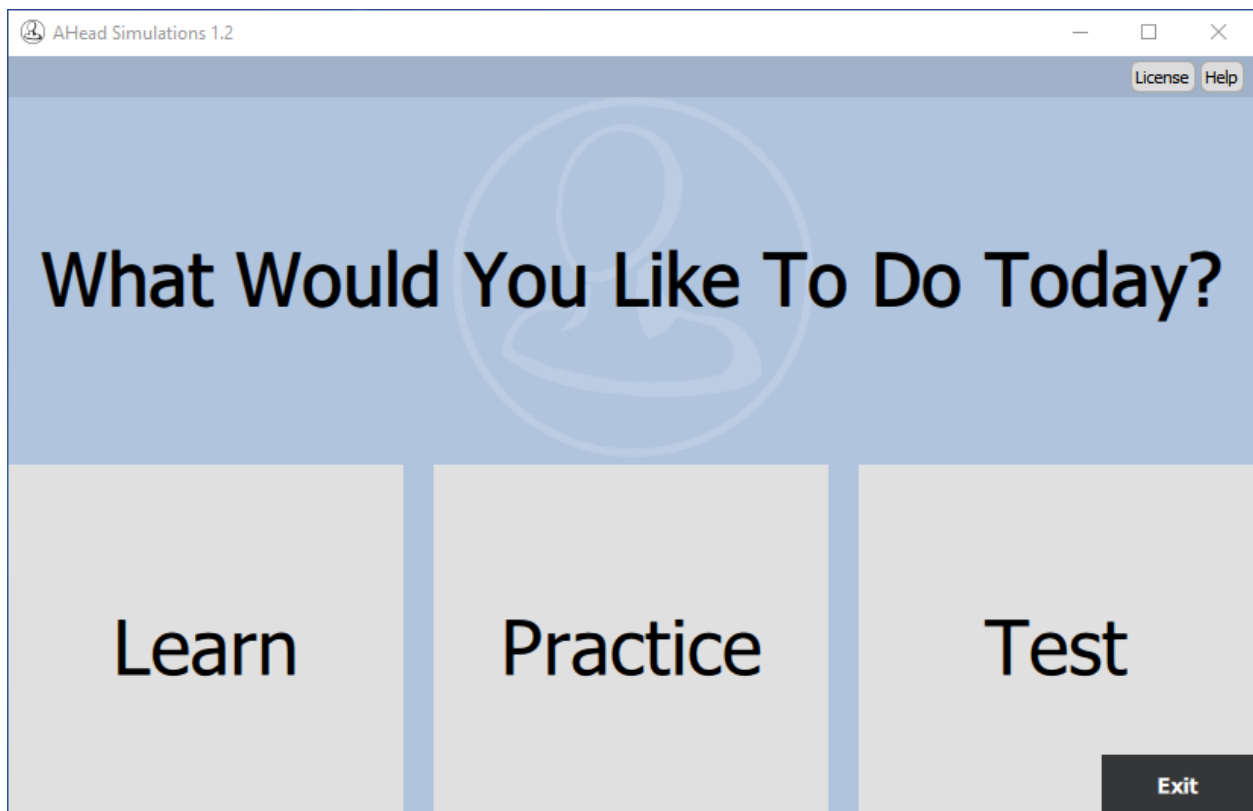 AHead Simulations 1.2
License Help
What Would You Like To Do Today?
Learn Practice Test
Exit